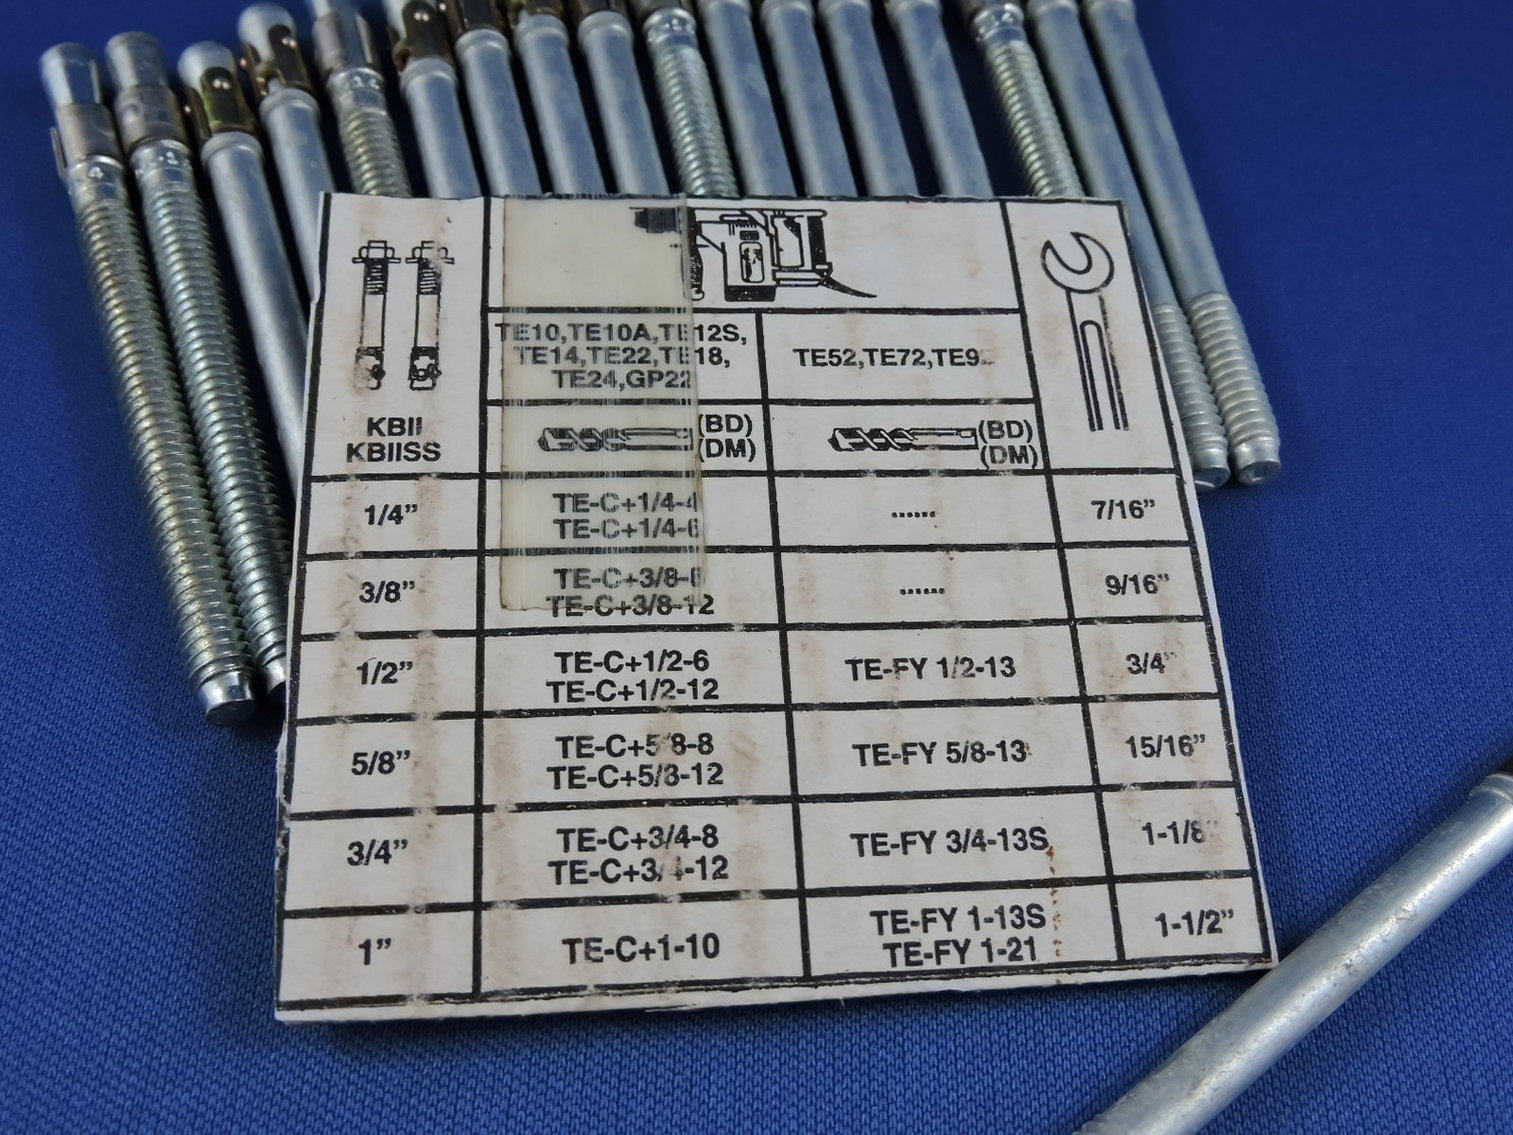 TE10,TE10A,TE12S,
TE14,TE22,TE18,
TE24,GP22
TE52,TE72,
KBII
KBIISS
(BD)
(DM)
(BD)
(DM)
1/4”
TE-C+1/4-4
TE-C+1/4-6
......
7/16”
3/8”
TE-C+3/8-6
TE-C+3/8-12
......
9/16”
1/2”
TE-C+1/2-6
TE-C+1/2-12
TE-FY 1/2-13
3/4”
5/8”
TE-C+5/8-8
TE-C+5/8-12
TE-FY 5/8-13
15/16”
3/4”
TE-C+3/4-8
TE-C+3/4-12
TE-FY 3/4-13S
1-1/8”
1”
TE-C+1-10
TE-FY 1-13S
TE-FY 1-21
1-1/2”